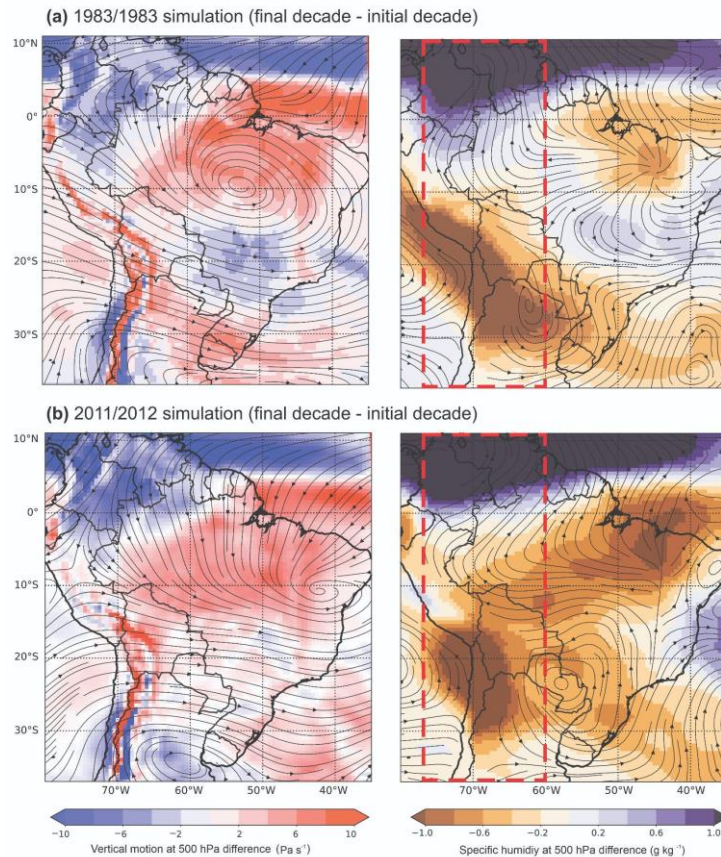 (a) 1983/1983 simulation (final decade - initial decade)
10°N
0°
10°S
20°S
30°S
(b) 2011/2012 simulation (final decade - initial decade)
10°N
0°
10°S
20°S
30°S
70°W 60°W 50°W 40°W 70°W 60°W 50°W 40°W
-10 -6 -2 2 6 10 -1.0 -0.6 -0.2 0.2 0.6 1.0
Vertical motion at 500 hPa difference (Pa s⁻¹) Specific humidiy at 500 hPa difference (g kg⁻¹)